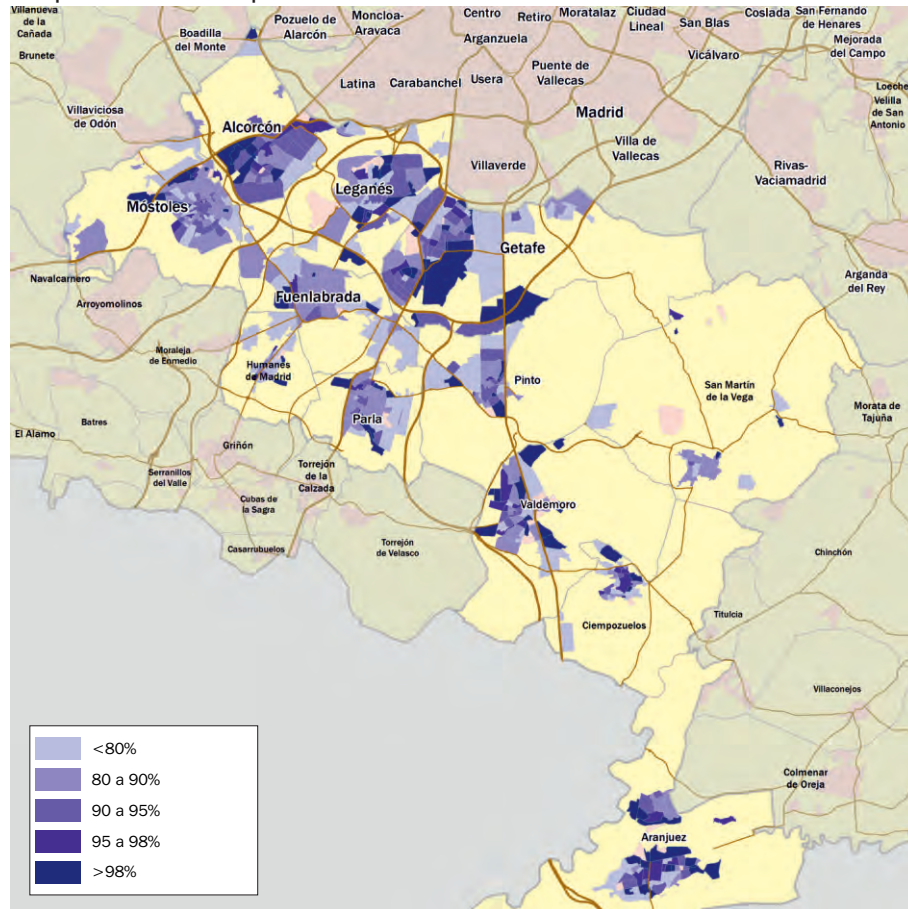 Villanueva
de la
Cañada
Boadilla
del Monte
Pozuelo de
Alarcón
Moncloa-
Aravaca
Centro
Retiro
Moratalaz
Ciudad
Lineal
San Blas
Coslada
San Fernando
de Henares
Brunete
Arganzuela
Vicálvaro
Mejorada
del Campo
Latina
Carabanchel
Usera
Puente de
Vallecas
Loeche
Velilla
de San
Antonio
Villaviciosa
de Odón
Alcorcón
Madrid
Villaverde
Villa de
Vallecas
Rivas-
Vaciamadrid
Móstoles
Leganés
Getafe
Navalcarnero
Arroyomolinos
Fuenlabrada
Arganda
del Rey
Moraleja
de Enmedio
Humanes
de Madrid
Pinto
San Martín
de la Vega
Morata de
Tajuña
Batres
El Alamo
Parla
Griñón
Serranillos
del Valle
Torrejón
de la
Calzada
Cubas de
la Sagra
Valdemoro
Casarrubuelos
Torrejón
de Velasco
Chinchón
Titulcia
Ciempozuelos
Villaconejos
Colmenar
de Oreja
Aranjuez
<80%
80 a 90%
90 a 95%
95 a 98%
>98%